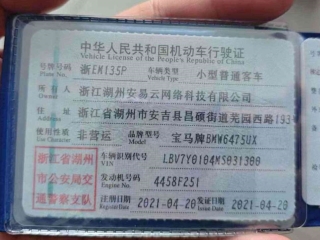 中华人民共和国机动车行驶证
Vehicle License of the People's Republic of China
号牌号码 浙EM135P 车辆类型 小型普通客车
Plate No. Vehicle Type
所有人 浙江湖州安易云网络科技有限公司
Owner
住址 浙江省湖州市安吉县昌硕街道芜园西路193
Address
使用性质 非营运 品牌型号 宝马牌BMW6475UX
Use Character Model
浙江省湖州市公安局交通警察支队
车辆识别代号 LBV7Y0104MSB31380
VIN
发动机号码 4458F251
Engine No.
注册日期 2021-04-20 发证日期 2021-04-20
Register Date Issue Date